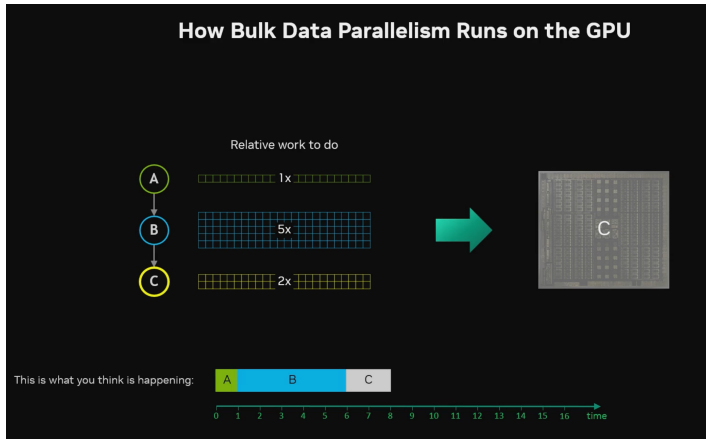 How Bulk Data Parallelism Runs on the GPU
Relative work to do
A
1x
B
5x
C
2x
C
This is what you think is happening:
A B C
0 1 2 3 4 5 6 7 8 9 10 11 12 13 14 15 16 time